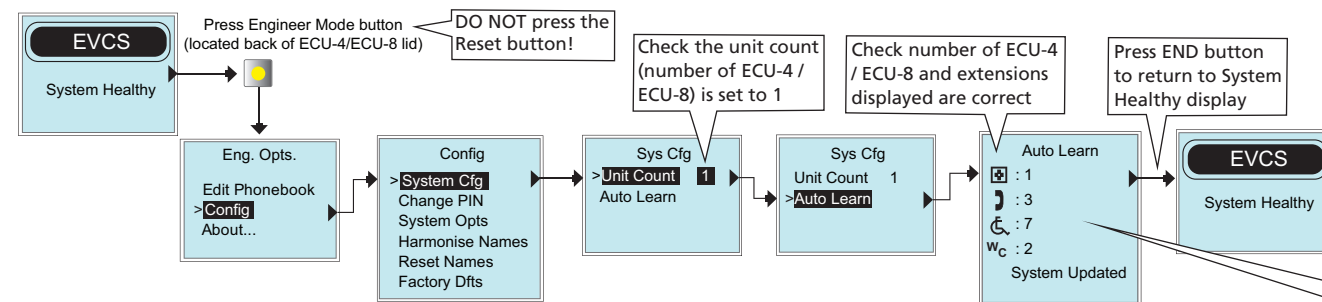 EVCS
System Healthy
Press Engineer Mode button
(located back of ECU-4/ECU-8 lid)
DO NOT press the
Reset button!
Eng. Opts.
Edit Phonebook
>Config
About...
Config
>System Cfg
Change PIN
System Opts
Harmonise Names
Reset Names
Factory Dfts
Check the unit count
(number of ECU-4 /
ECU-8) is set to 1
Sys Cfg
>Unit Count 1
Auto Learn
Sys Cfg
Unit Count 1
>Auto Learn
Check number of ECU-4
/ ECU-8 and extensions
displayed are correct
Auto Learn
: 1
: 3
: 7
WC : 2
System Updated
Press END button
to return to System
Healthy display
EVCS
System Healthy